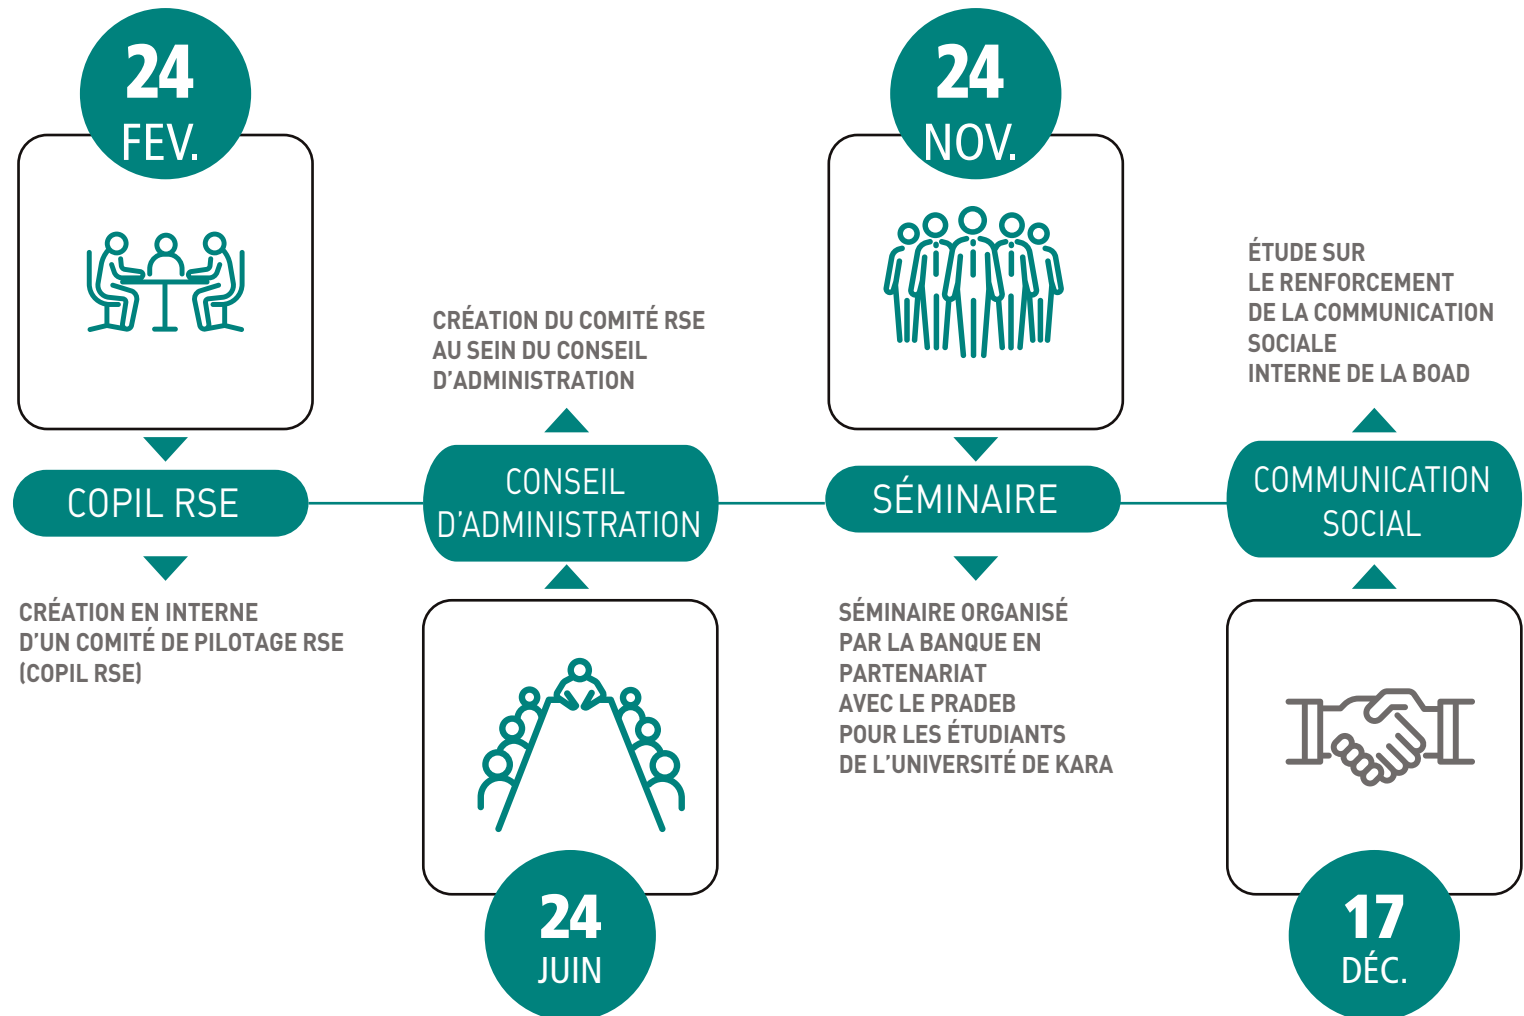 24
FEV.
COPIL RSE
CRÉATION EN INTERNE
D'UN COMITÉ DE PILOTAGE RSE
(COPIL RSE)
CRÉATION DU COMITÉ RSE
AU SEIN DU CONSEIL
D'ADMINISTRATION
CONSEIL
D'ADMINISTRATION
24
JUIN
24
NOV.
SÉMINAIRE
SÉMINAIRE ORGANISÉ
PAR LA BANQUE EN
PARTENARIAT
AVEC LE PRADEB
POUR LES ÉTUDIANTS
DE L'UNIVERSITÉ DE KARA
ÉTUDE SUR
LE RENFORCEMENT
DE LA COMMUNICATION
SOCIALE
INTERNE DE LA BOAD
COMMUNICATION
SOCIAL
17
DÉC.